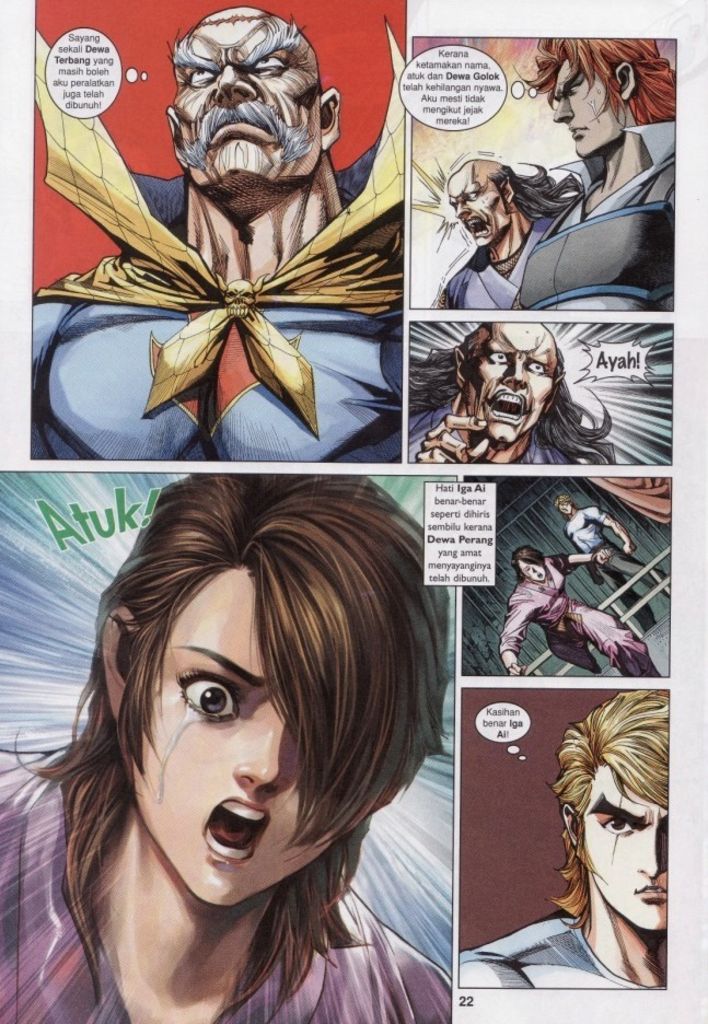 Sayang
sekali Dewa
Terbang yang
masih boleh
aku peralatkan
juga telah
dibunuh!
Kerana
ketamakan nama,
atuk dan Dewa Golok
telah kehilangan nyawa.
Aku mesti tidak
mengikut jejak
mereka!
Ayah!
Atuk!
Hati Iga Ai
benar-benar
seperti dihiris
sembilu kerana
Dewa Perang
yang amat
menyayanginya
telah dibunuh.
Kasihan
benar Iga
Ai!
22